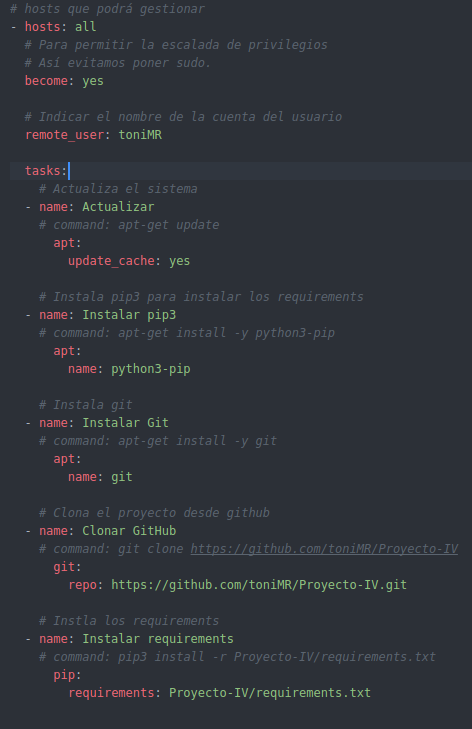 # hosts que podrá gestionar
- hosts: all
# Para permitir la escalada de privilegios
# Así evitamos poner sudo.
become: yes
# Indicar el nombre de la cuenta del usuario
remote_user: toniMR
tasks:
# Actualiza el sistema
- name: Actualizar
# command: apt-get update
apt:
update_cache: yes
# Instala pip3 para instalar los requirements
- name: Instalar pip3
# command: apt-get install -y python3-pip
apt:
name: python3-pip
# Instala git
- name: Instalar Git
# command: apt-get install -y git
apt:
name: git
# Clona el proyecto desde github
- name: Clonar GitHub
# command: git clone https://github.com/toniMR/Proyecto-IV
git:
repo: https://github.com/toniMR/Proyecto-IV.git
# Instla los requirements
- name: Instalar requirements
# command: pip3 install -r Proyecto-IV/requirements.txt
pip:
requirements: Proyecto-IV/requirements.txt